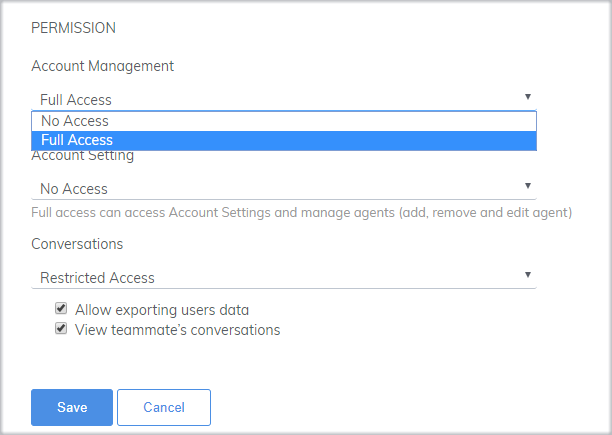 PERMISSION
Account Management
Full Access
No Access
Full Access
Account Setting
No Access
Full access can access Account Settings and manage agents (add, remove and edit agent)
Conversations
Restricted Access
Allow exporting users data
View teammate's conversations
Save Cancel